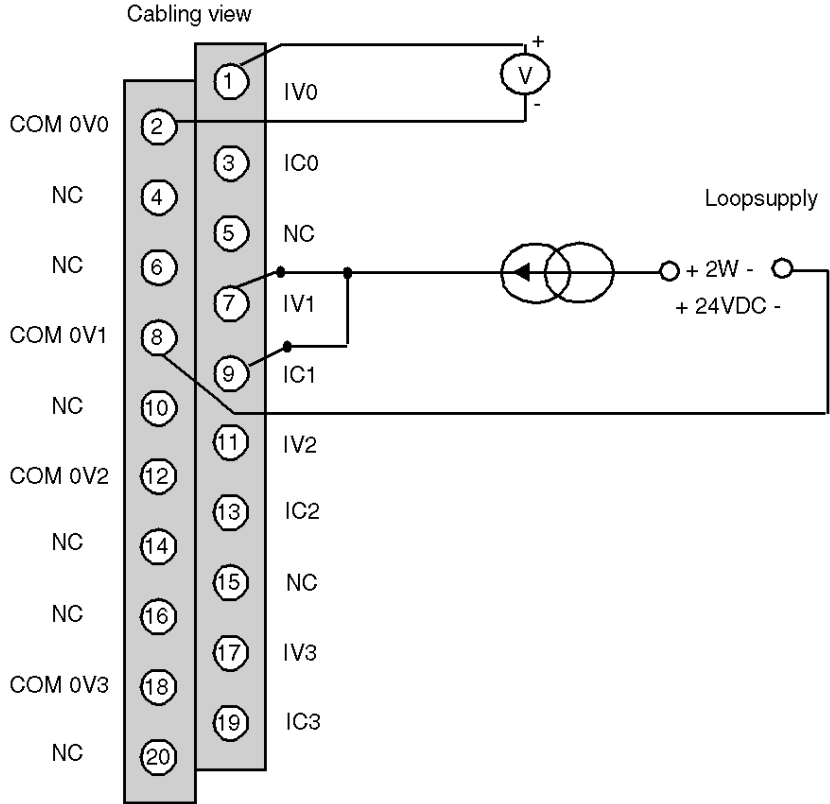 Cabling view
+
1
V
IV0
-
COM 0V0
2
3
IC0
NC
4
Loopsupply
5
NC
NC
6
+ 2W -
7
IV1
+ 24VDC -
COM 0V1
8
9
IC1
NC
10
11
IV2
COM 0V2
12
13
IC2
NC
14
15
NC
NC
16
17
IV3
COM 0V3
18
19
IC3
NC
20